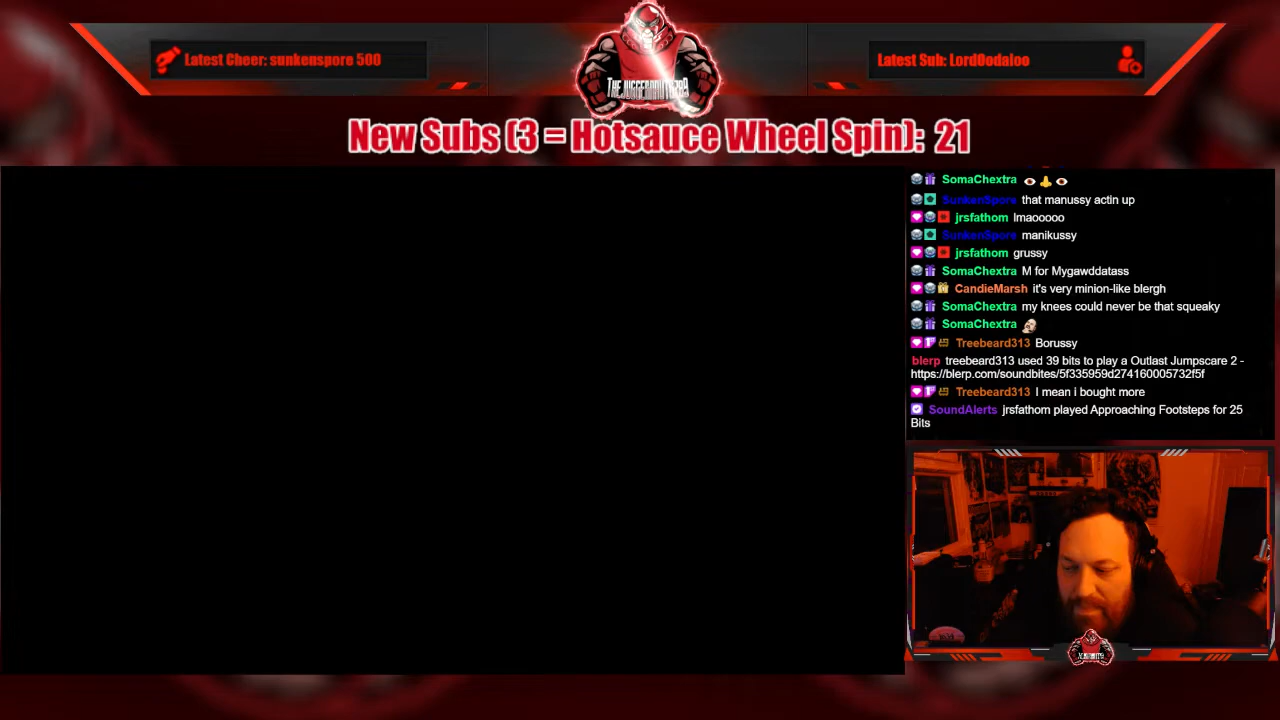 Latest Cheer: sunkenspore 500
Latest Sub: LordOodaloo
New Subs (3 = Hotsauce Wheel Spin): 21
SomaChextra 👁️👃👁️
SunkenSpore that manussy actin up
jrsfathom lmaooooo
SunkenSpore manikussy
jrsfathom grussy
SomaChextra M for Mygawddatass
CandieMarsh it's very minion-like blergh
SomaChextra my knees could never be that squeaky
SomaChextra
Treebeard313 Borussy
blerp treebeard313 used 39 bits to play a Outlast Jumpscare 2 -
https://blerp.com/soundbites/5f335959d274160005732f5f
Treebeard313 I mean i bought more
SoundAlerts jrsfathom played Approaching Footsteps for 25
Bits